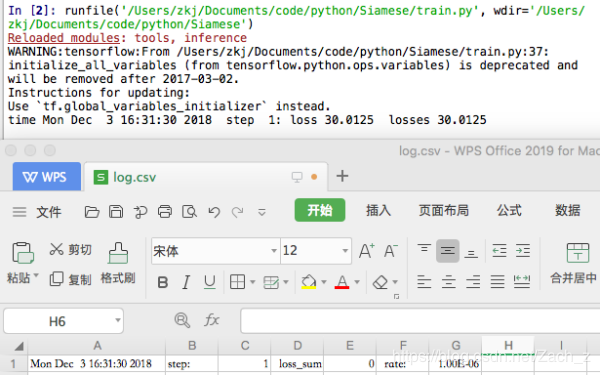 In [2]: runfile('/Users/zkj/Documents/code/python/Siamese/train.py', wdir='/Users/
zkj/Documents/code/python/Siamese')
Reloaded modules: tools, inference
WARNING:tensorflow:From /Users/zkj/Documents/code/python/Siamese/train.py:37:
initialize_all_variables (from tensorflow.python.ops.variables) is deprecated and
will be removed after 2017-03-02.
Instructions for updating:
Use `tf.global_variables_initializer` instead.
time Mon Dec  3 16:31:30 2018  step  1: loss 30.0125  losses 30.0125
log.csv - WPS Office 2019 for Mac
W WPS S log.csv +
文件 开始 插入 页面布局 公式 数据
剪切 宋体 12 A+ A-
粘贴 复制 格式刷 B I U A 合并居中
H6 fx
A B C D E F G H I
1 Mon Dec 3 16:31:30 2018 step: 1 loss_sum 0 rate: 1.00E-06